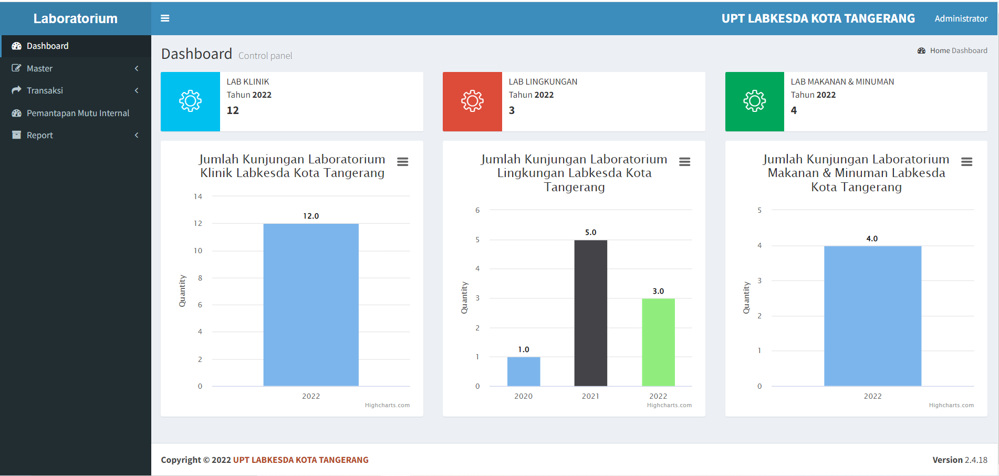 Laboratorium
UPT LABKESDA KOTA TANGERANG
Administrator
Dashboard
Master
Transaksi
Pemantapan Mutu Internal
Report
Dashboard Control panel
Home Dashboard
LAB KLINIK
Tahun 2022
12
LAB LINGKUNGAN
Tahun 2022
3
LAB MAKANAN & MINUMAN
Tahun 2022
4
Jumlah Kunjungan Laboratorium
Klinik Labkesda Kota Tangerang
14
12
10
8
6
4
2
0
Quantity
12.0
2022
Highcharts.com
Jumlah Kunjungan Laboratorium
Lingkungan Labkesda Kota
Tangerang
6
5
4
3
2
1
0
Quantity
1.0
5.0
3.0
2020
2021
2022
Highcharts.com
Jumlah Kunjungan Laboratorium
Makanan & Minuman Labkesda
Kota Tangerang
5
4
3
2
1
0
Quantity
4.0
2022
Highcharts.com
Copyright © 2022 UPT LABKESDA KOTA TANGERANG
Version 2.4.18